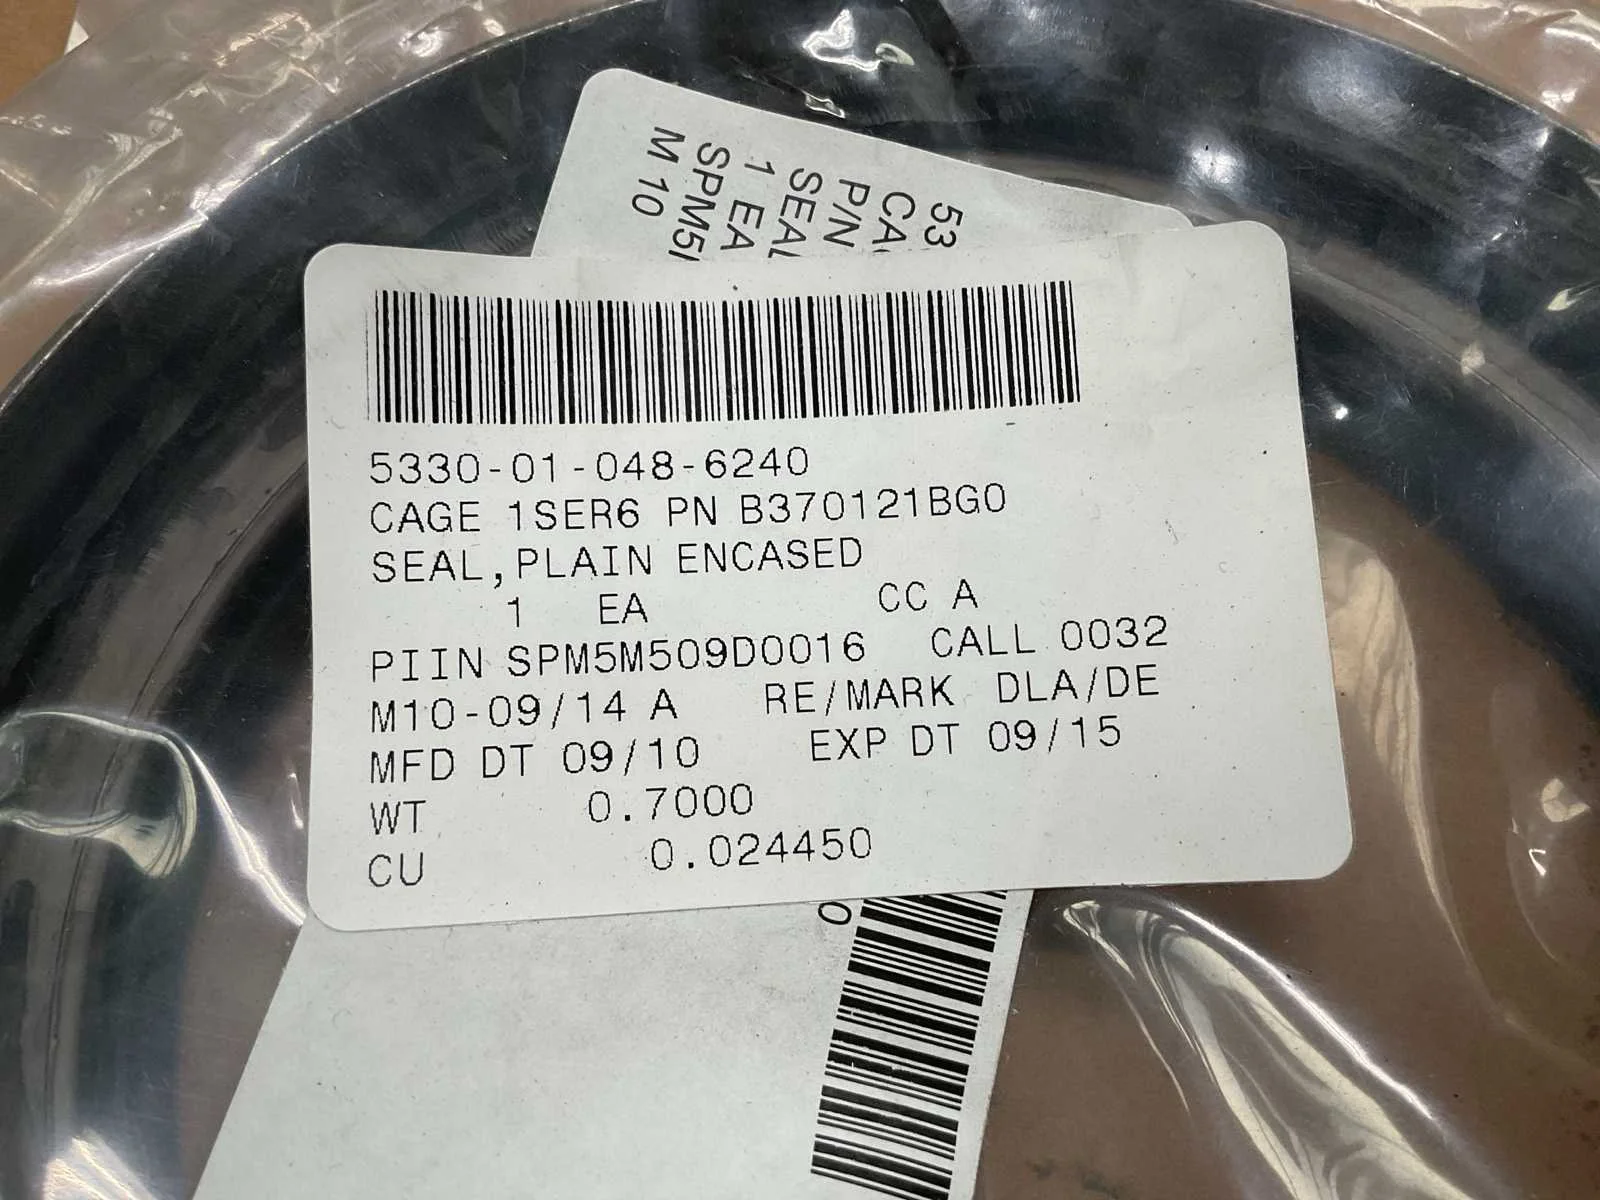 53
CA
P/N
SEAL
1 EA
SPM5
M 10
5330-01-048-6240
CAGE 1SER6 PN B370121BG0
SEAL,PLAIN ENCASED
1 EA CC A
PIIN SPM5M509D0016 CALL 0032
M10-09/14 A RE/MARK DLA/DE
MFD DT 09/10 EXP DT 09/15
WT 0.7000
CU 0.024450
0